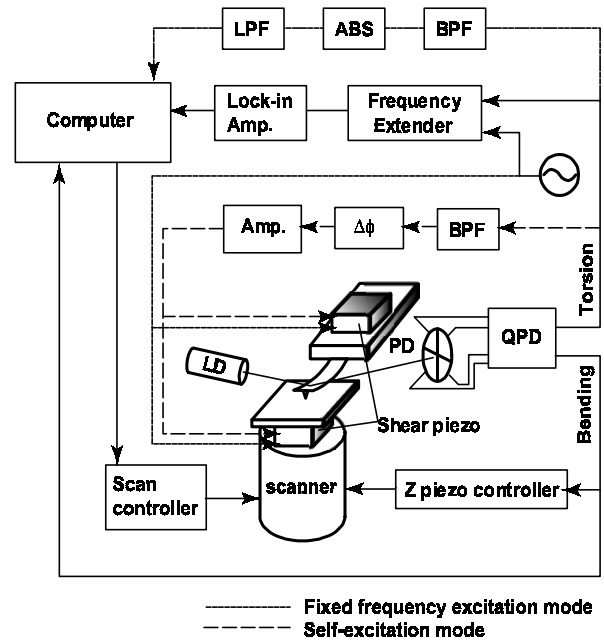 LPF
ABS
BPF
Computer
Lock-in
Amp.
Frequency
Extender
Amp.
Δϕ
BPF
Torsion
LD
PD
QPD
Bending
Shear piezo
Scan
controller
scanner
Z piezo controller
Fixed frequency excitation mode
Self-excitation mode